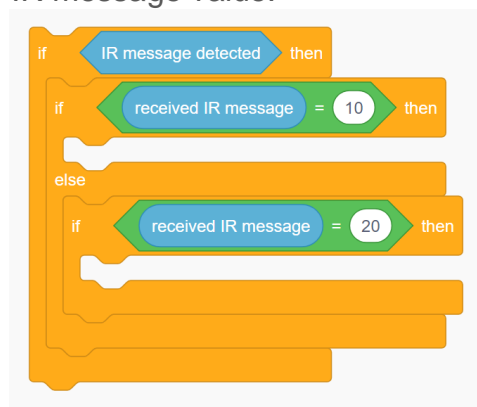 IR message value.
if IR message detected then
if received IR message = 10 then
else
if received IR message = 20 then